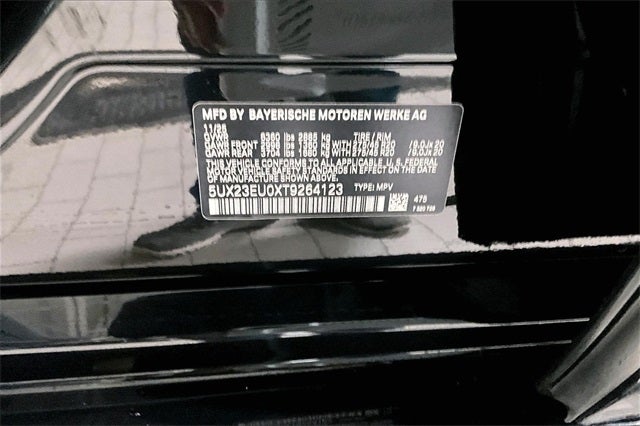 MFD BY BAYERISCHE MOTOREN WERKE AG
11/25
GVWR 6360 lbs 2885 kg TIRE / RIM
GAWR FRONT 2998 lbs 1360 kg 275/45 R20 / 9.0Jx20
GAWR REAR 3704 lbs 1680 kg 275/45 R20 / 9.0Jx20
THIS VEHICLE CONFORMS TO ALL APPLICABLE U.S. FEDERAL
MOTOR VEHICLE SAFETY STANDARDS IN EFFECT ON THE DATE
OF MANUFACTURE SHOWN ABOVE.
5UX23EU0XT9264123 TYPE: MPV
475